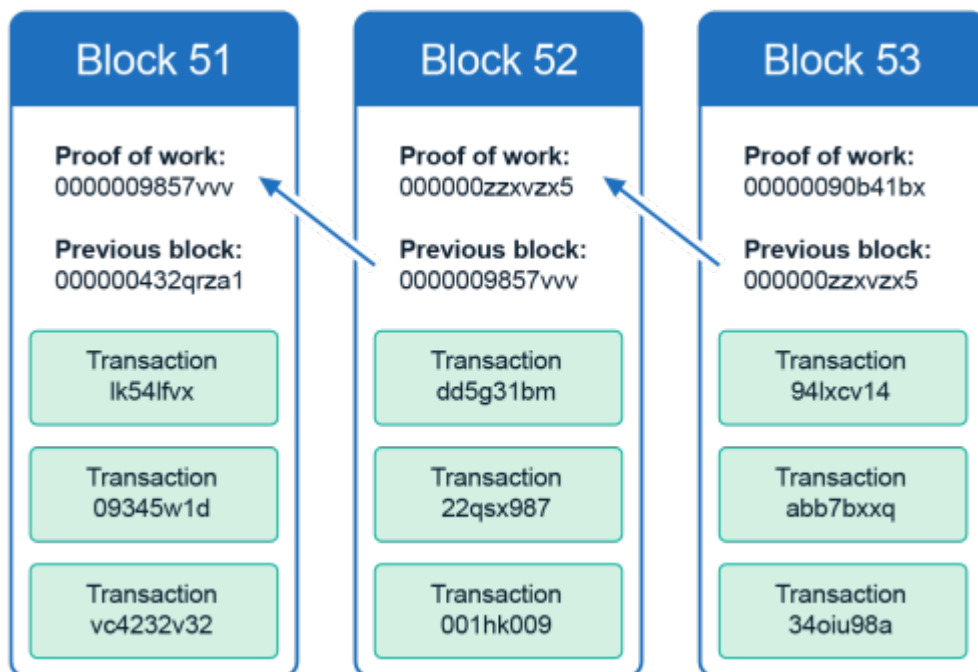 Block 51
Proof of work:
0000009857vvv
Previous block:
000000432qrza1
Transaction
lk54lfvx
Transaction
09345w1d
Transaction
vc4232v32
Block 52
Proof of work:
000000zzxvzx5
Previous block:
0000009857vvv
Transaction
dd5g31bm
Transaction
22qsx987
Transaction
001hk009
Block 53
Proof of work:
00000090b41bx
Previous block:
000000zzxvzx5
Transaction
94lxcv14
Transaction
abb7bxxq
Transaction
34oiu98a